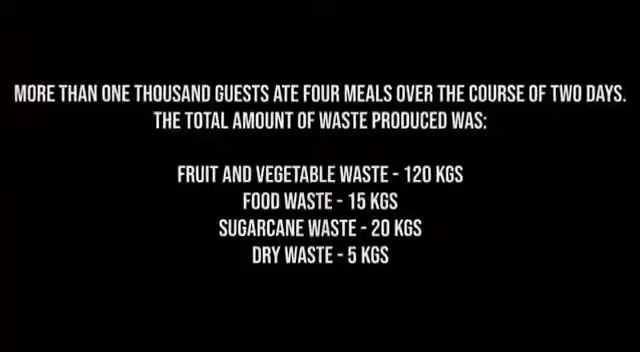 MORE THAN ONE THOUSAND GUESTS ATE FOUR MEALS OVER THE COURSE OF TWO DAYS.
THE TOTAL AMOUNT OF WASTE PRODUCED WAS:
FRUIT AND VEGETABLE WASTE - 120 KGS
FOOD WASTE - 15 KGS
SUGARCANE WASTE - 20 KGS
DRY WASTE - 5 KGS